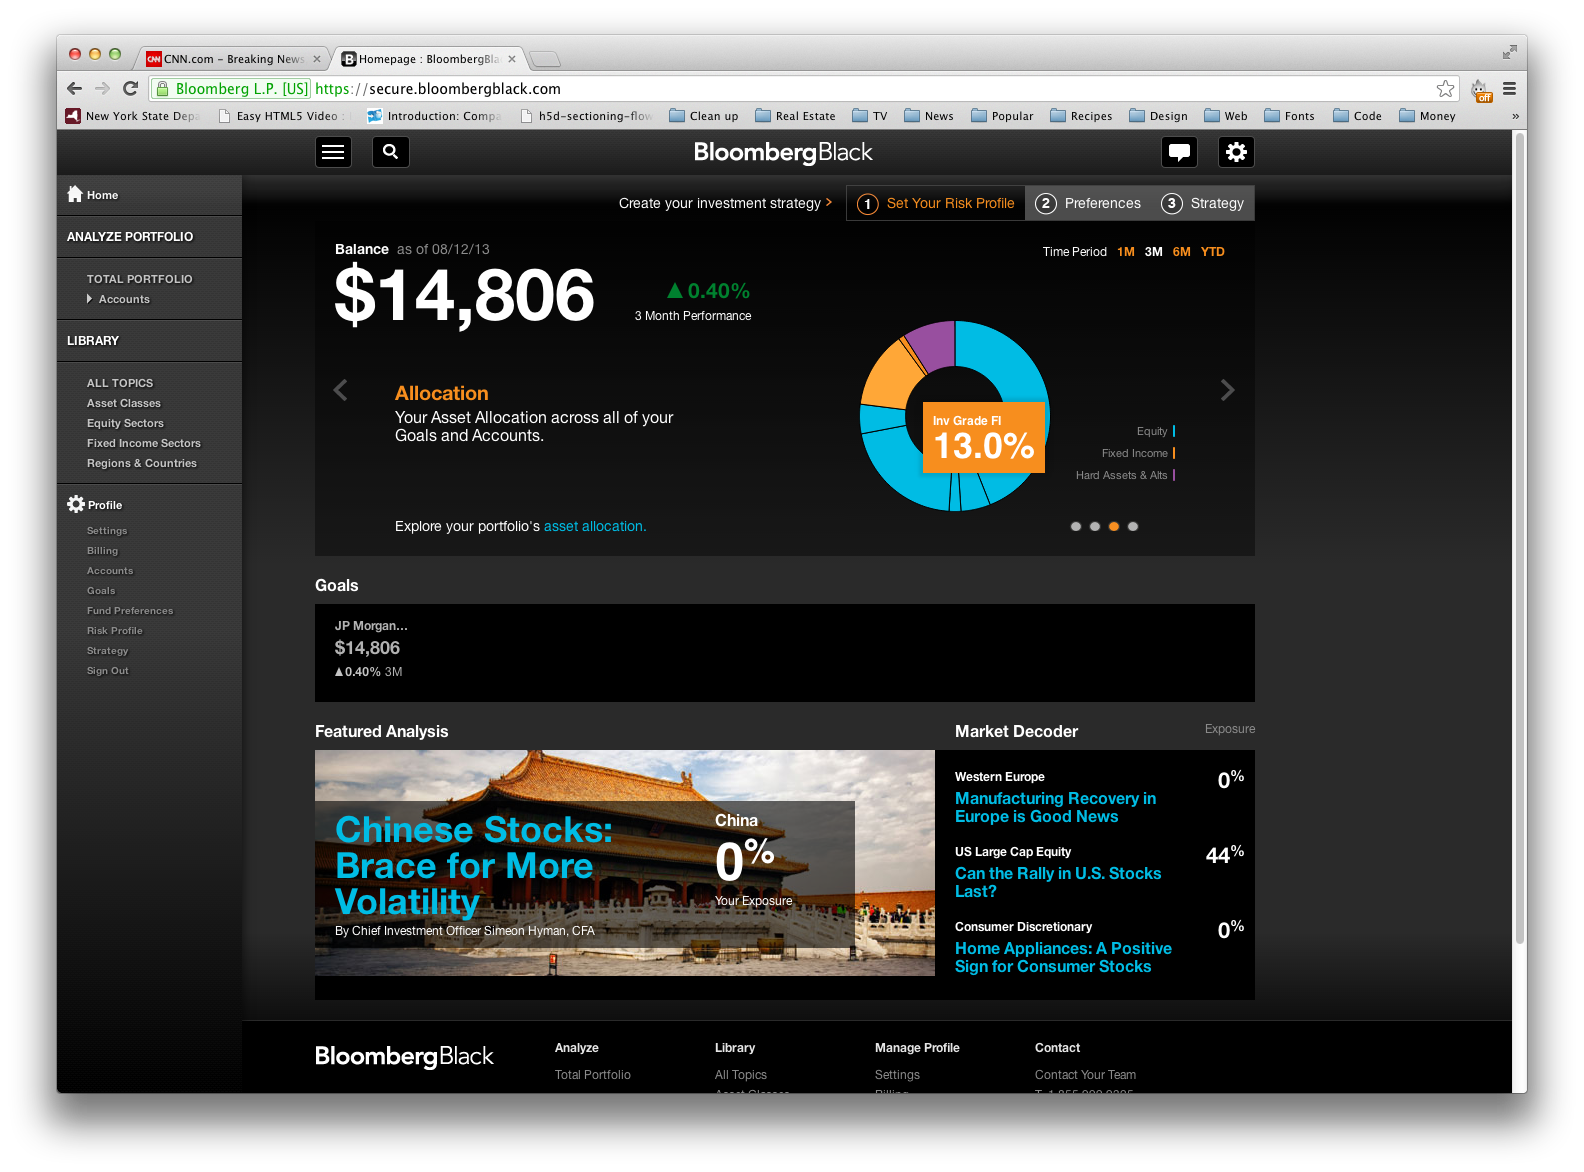 CNN.com – Breaking News,
Homepage : BloombergBla
Bloomberg L.P. [US] https://secure.bloombergblack.com
off
New York State Depa
Easy HTML5 Video :
Introduction: Compa
h5d-sectioning-flow
Clean up
Real Estate
TV
News
Popular
Recipes
Design
Web
Fonts
Code
Money
»
BloombergBlack
Home
ANALYZE PORTFOLIO
TOTAL PORTFOLIO
Accounts
LIBRARY
ALL TOPICS
Asset Classes
Equity Sectors
Fixed Income Sectors
Regions & Countries
Profile
Settings
Billing
Accounts
Goals
Fund Preferences
Risk Profile
Strategy
Sign Out
Create your investment strategy >
1 Set Your Risk Profile
2 Preferences
3 Strategy
Balance as of 08/12/13
$14,806
▲0.40%
3 Month Performance
Time Period 1M 3M 6M YTD
Allocation
Your Asset Allocation across all of your
Goals and Accounts.
Explore your portfolio's asset allocation.
Inv Grade FI
13.0%
Equity
Fixed Income
Hard Assets & Alts
Goals
JP Morgan...
$14,806
▲0.40% 3M
Featured Analysis
Chinese Stocks:
Brace for More
Volatility
By Chief Investment Officer Simeon Hyman, CFA
China
0%
Your Exposure
Market Decoder
Exposure
Western Europe
0%
Manufacturing Recovery in
Europe is Good News
US Large Cap Equity
44%
Can the Rally in U.S. Stocks
Last?
Consumer Discretionary
0%
Home Appliances: A Positive
Sign for Consumer Stocks
BloombergBlack
Analyze
Total Portfolio
Library
All Topics
Asset Classes
Manage Profile
Settings
Billing
Contact
Contact Your Team